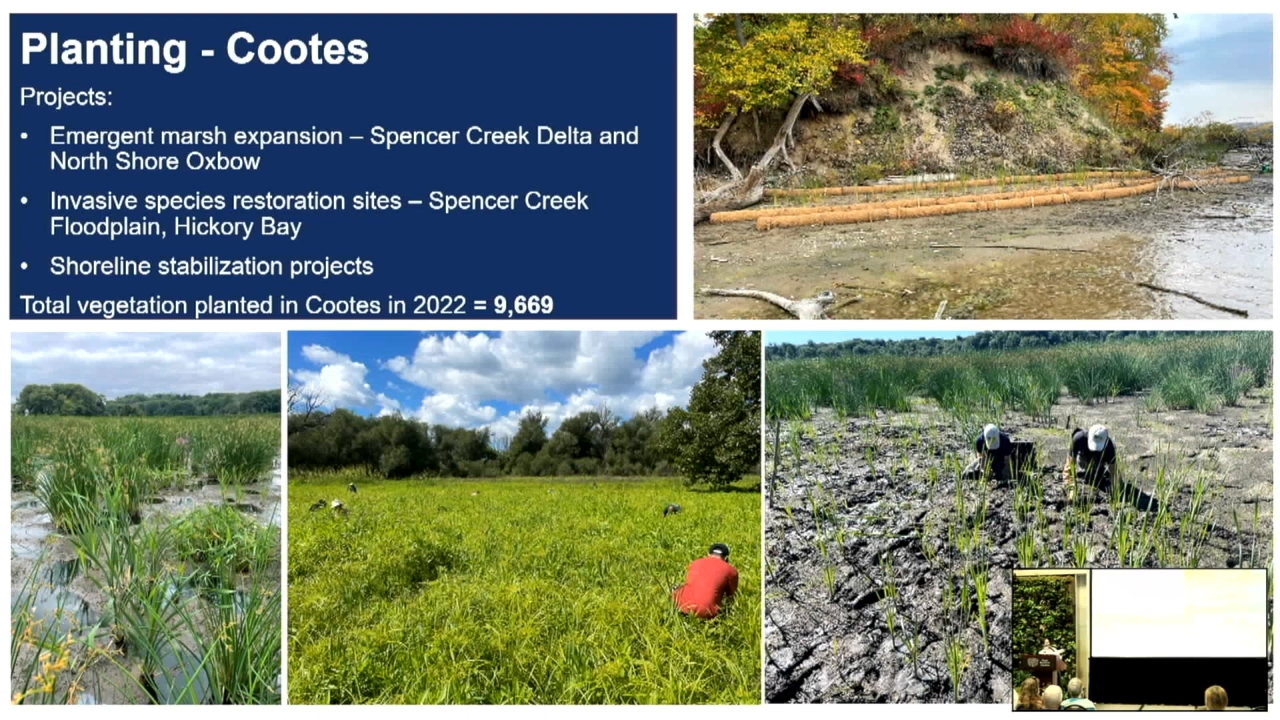 Planting - Cootes
Projects:
• Emergent marsh expansion – Spencer Creek Delta and
North Shore Oxbow
• Invasive species restoration sites – Spencer Creek
Floodplain, Hickory Bay
• Shoreline stabilization projects
Total vegetation planted in Cootes in 2022 = 9,669